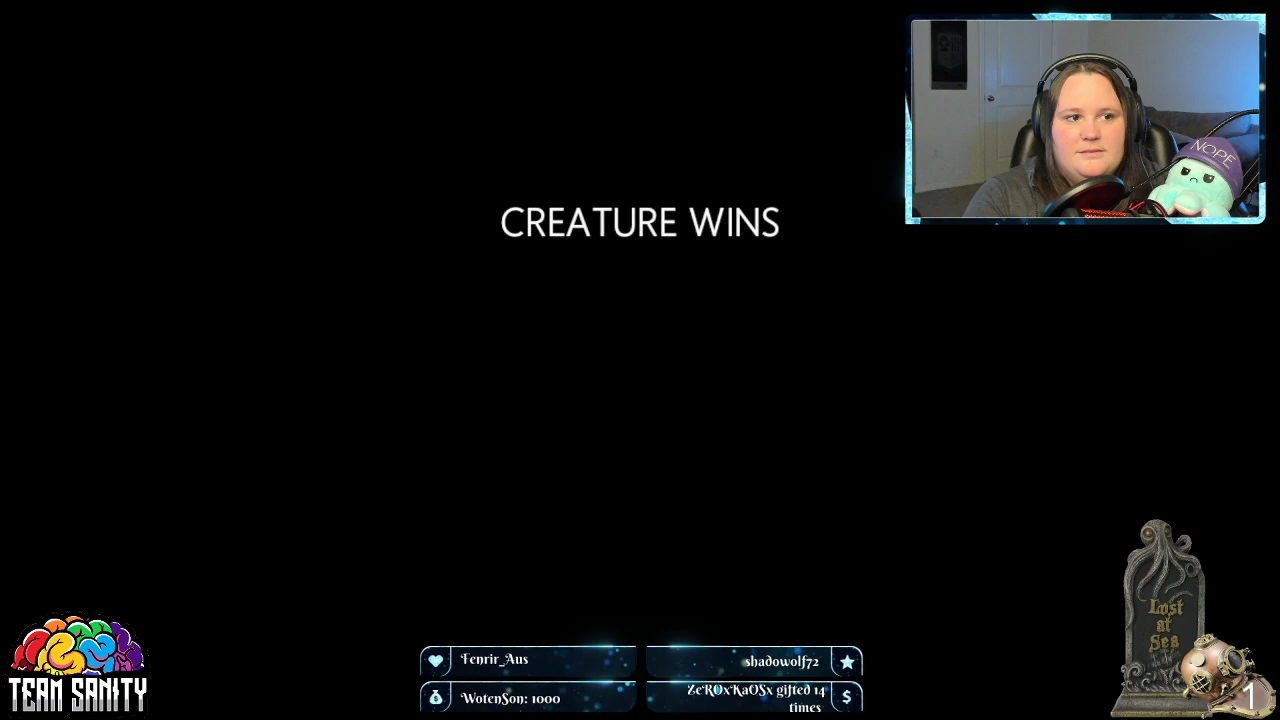 NOPE
CREATURE WINS
Lost
at
Sea
TEAM SANITY
Fenrir_Aus
shadowolf72
WotenSon: 1000
ZeROxKaOSx gifted 14
times
$
1